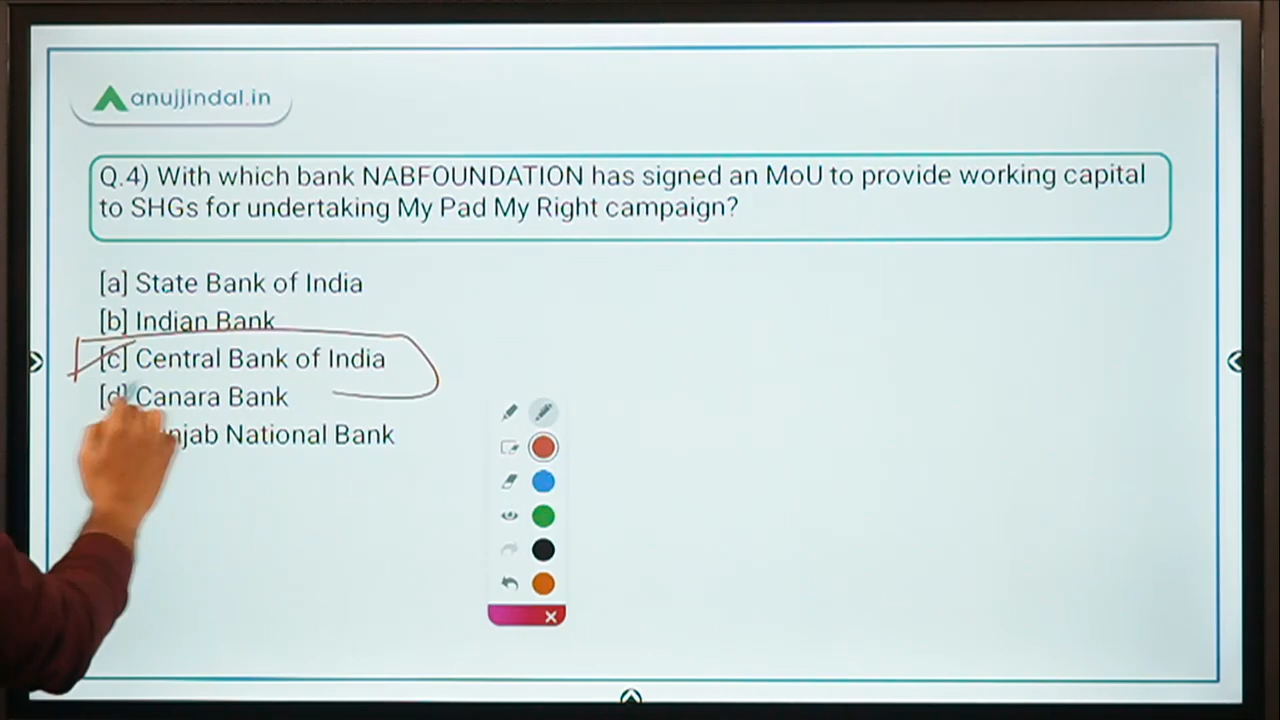 anujjindal.in
Q.4) With which bank NABFOUNDATION has signed an MoU to provide working capital
to SHGs for undertaking My Pad My Right campaign?
[a] State Bank of India
[b] Indian Bank
[c] Central Bank of India
[d] Canara Bank
National Bank